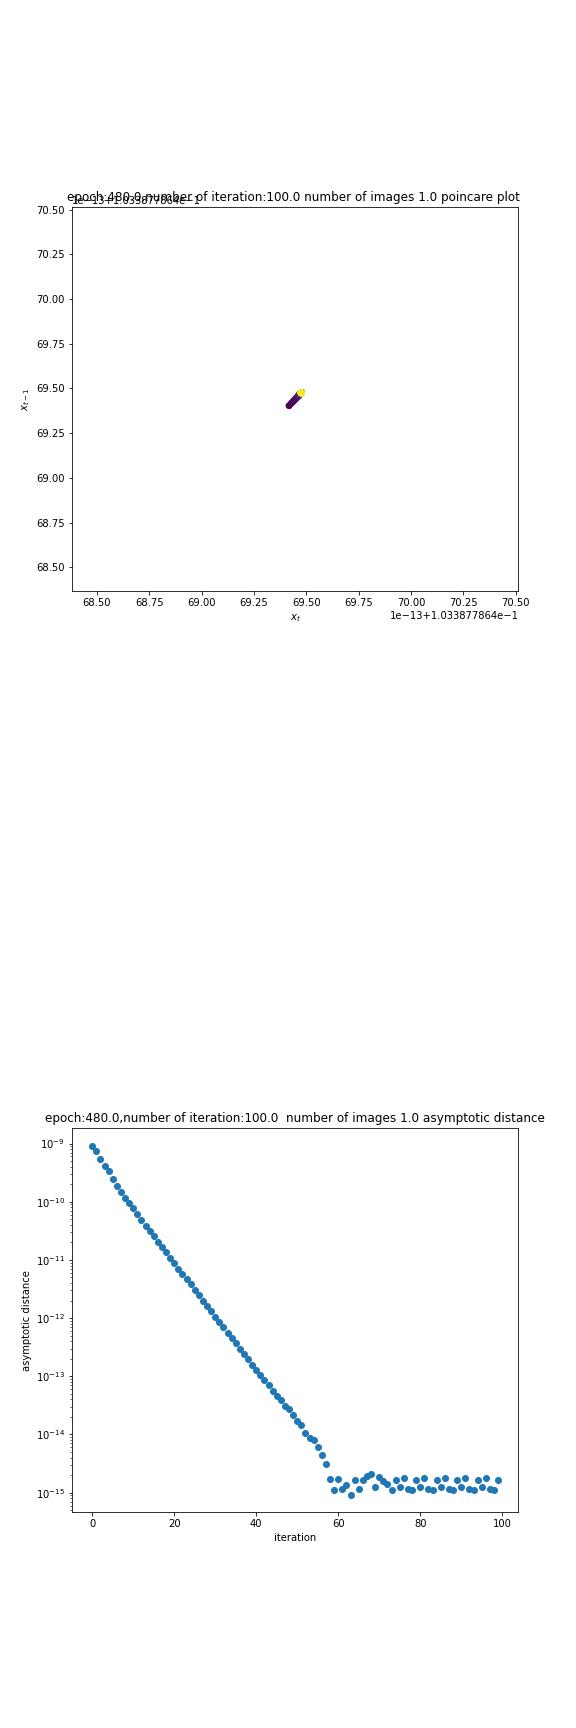 epoch:480.0,number of iteration:100.0 number of images 1.0 poincare plot
1e−13+1.033877864e−1
70.50
70.25
70.00
69.75
69.50
69.25
69.00
68.75
68.50
x_{t−1}
68.50 68.75 69.00 69.25 69.50 69.75 70.00 70.25 70.50
x_t
1e−13+1.033877864e−1
epoch:480.0,number of iteration:100.0 number of images 1.0 asymptotic distance
10^{−9}
10^{−10}
10^{−11}
10^{−12}
10^{−13}
10^{−14}
10^{−15}
asymptotic distance
0 20 40 60 80 100
iteration